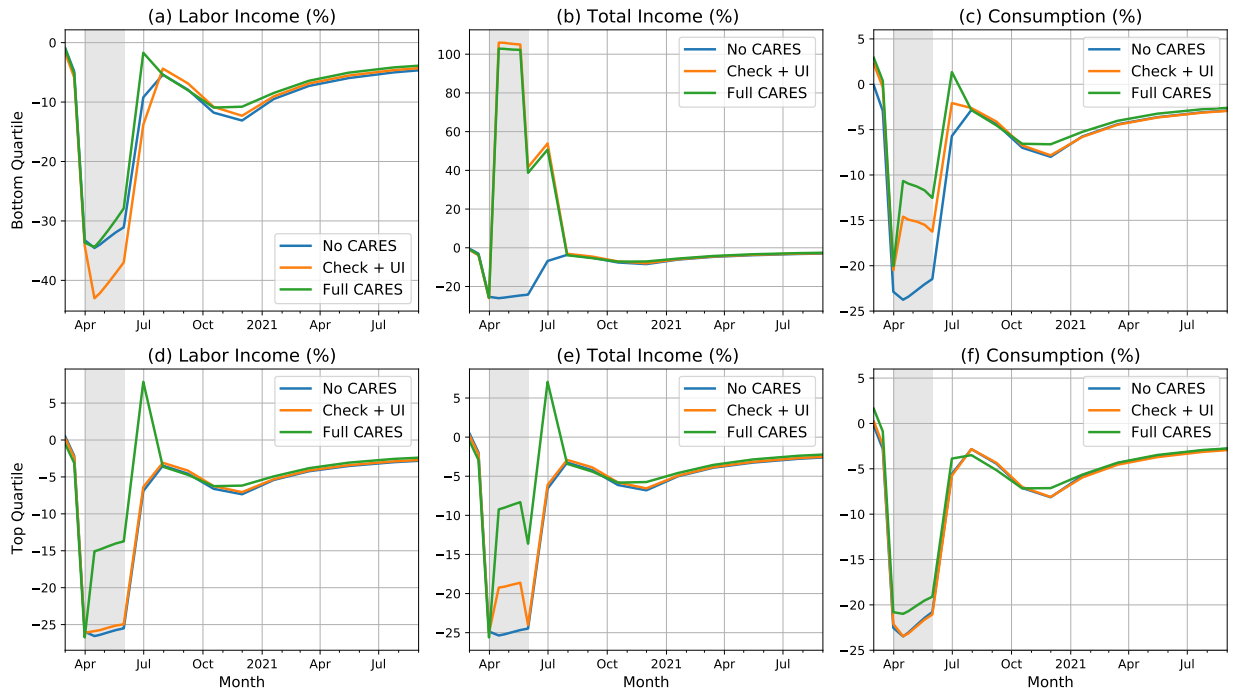 (a) Labor Income (%)
(b) Total Income (%)
(c) Consumption (%)
Bottom Quartile
0
−10
−20
−30
−40
No CARES
Check + UI
Full CARES
Apr
Jul
Oct
2021
Apr
Jul
100
80
60
40
20
0
−20
No CARES
Check + UI
Full CARES
Apr
Jul
Oct
2021
Apr
Jul
5
0
−5
−10
−15
−20
−25
No CARES
Check + UI
Full CARES
Apr
Jul
Oct
2021
Apr
Jul
(d) Labor Income (%)
(e) Total Income (%)
(f) Consumption (%)
Top Quartile
5
0
−5
−10
−15
−20
−25
No CARES
Check + UI
Full CARES
Apr
Jul
Oct
2021
Apr
Jul
Month
5
0
−5
−10
−15
−20
−25
No CARES
Check + UI
Full CARES
Apr
Jul
Oct
2021
Apr
Jul
Month
5
0
−5
−10
−15
−20
−25
No CARES
Check + UI
Full CARES
Apr
Jul
Oct
2021
Apr
Jul
Month